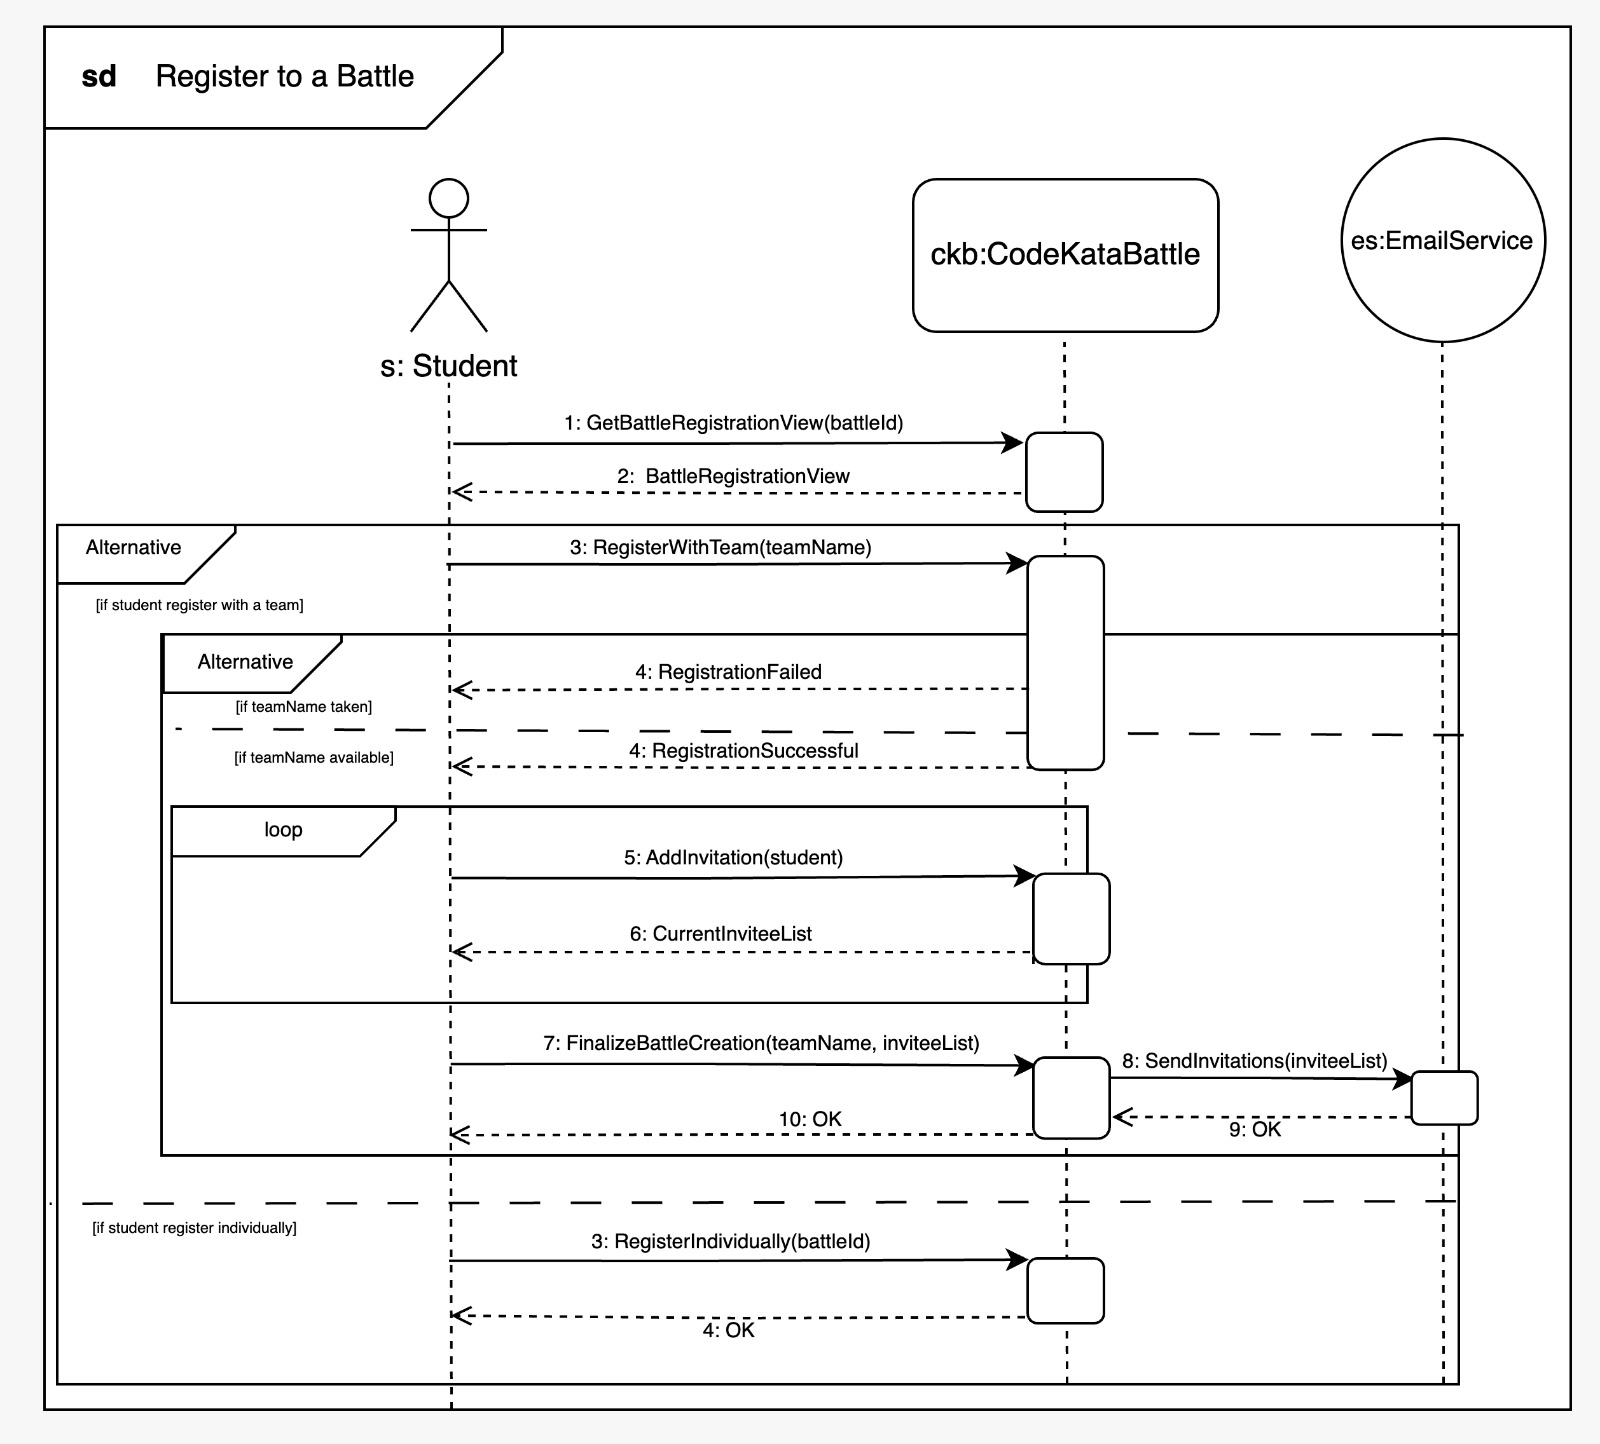 sd Register to a Battle
ckb:CodeKataBattle
es:EmailService
s: Student
1: GetBattleRegistrationView(battleId)
2: BattleRegistrationView
Alternative
3: RegisterWithTeam(teamName)
[if student register with a team]
Alternative
4: RegistrationFailed
[if teamName taken]
4: RegistrationSuccessful
[if teamName available]
loop
5: AddInvitation(student)
6: CurrentInviteeList
7: FinalizeBattleCreation(teamName, inviteeList)
8: SendInvitations(inviteeList)
10: OK
9: OK
[if student register individually]
3: RegisterIndividually(battleId)
4: OK